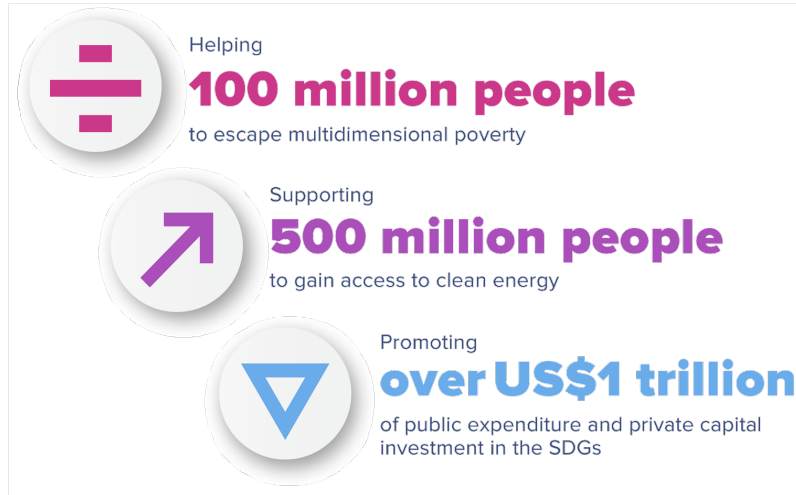 Helping
100 million people
to escape multidimensional poverty
Supporting
500 million people
to gain access to clean energy
Promoting
over US$1 trillion
of public expenditure and private capital
investment in the SDGs